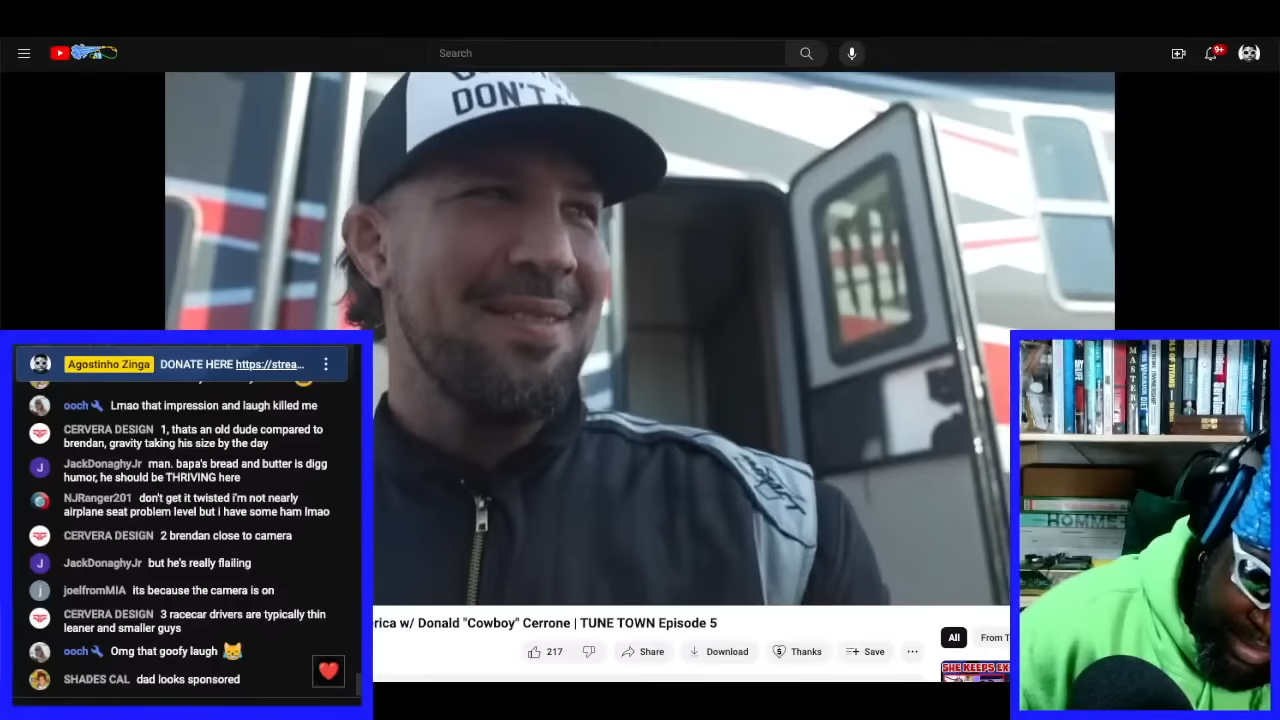 Search
9+
DON'T
Agostinho Zinga DONATE HERE https://strea...
ooch Lmao that impression and laugh killed me
CERVERA DESIGN 1, thats an old dude compared to
brendan, gravity taking his size by the day
JackDonaghyJr man. bapa's bread and butter is digg
humor, he should be THRIVING here
NJRanger201 don't get it twisted i'm not nearly
airplane seat problem level but i have some ham lmao
CERVERA DESIGN 2 brendan close to camera
JackDonaghyJr but he's really flailing
joelfromMIA its because the camera is on
CERVERA DESIGN 3 racecar drivers are typically thin
leaner and smaller guys
ooch Omg that goofy laugh
SHADES CAL dad looks sponsored
rica w/ Donald "Cowboy" Cerrone | TUNE TOWN Episode 5
217 Share Download Thanks Save
All From T
SHE KEEPS EX
MASTERY
THE WARRIOR DIET
HOMME